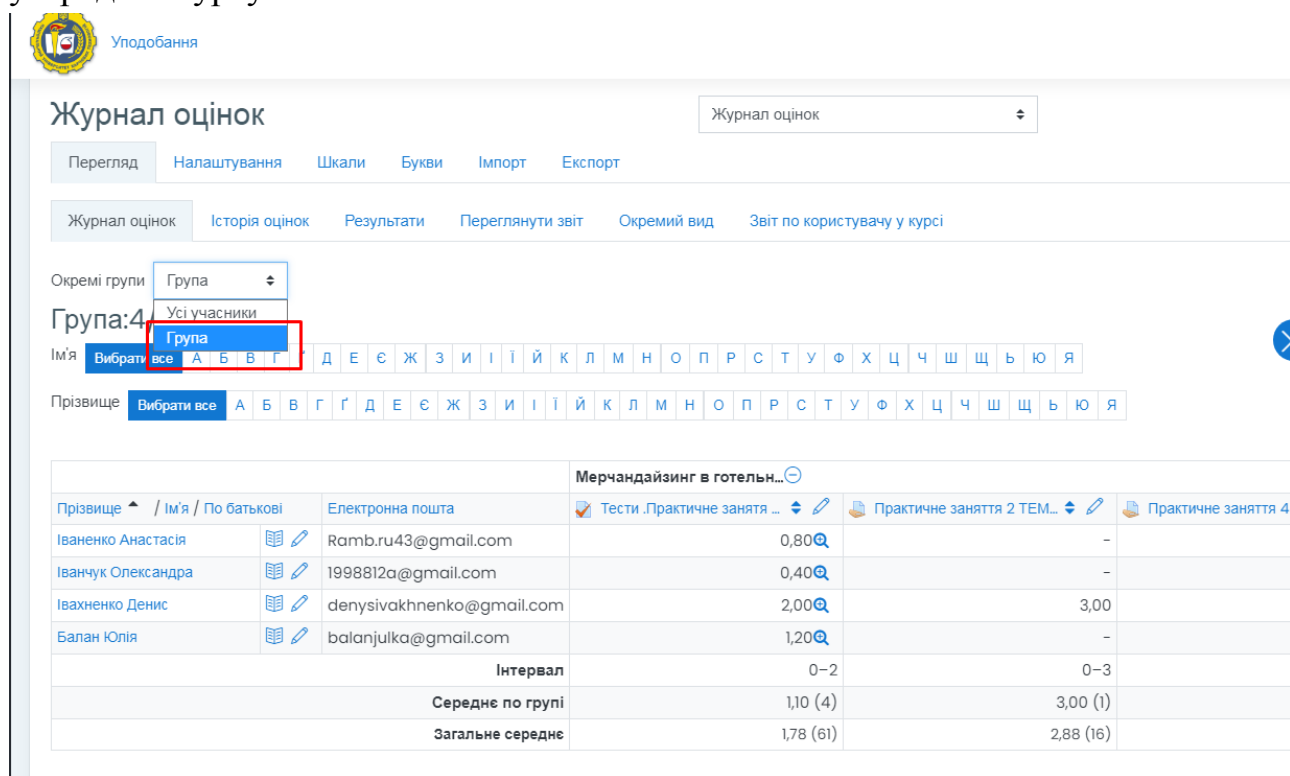 Уподобання
Журнал оцінок
Журнал оцінок
Перегляд Налаштування Шкали Букви Імпорт Експорт
Журнал оцінок Історія оцінок Результати Переглянути звіт Окремий вид Звіт по користувачу у курсі
Окремі групи Група
Усі учасники
Група:4
Група
Ім'я Вибрати все А Б В Г Д Е Є Ж З И І Ї Й К Л М Н О П Р С Т У Ф Х Ц Ч Ш Щ Ь Ю Я
Прізвище Вибрати все А Б В Г Ґ Д Е Є Ж З И І Ї Й К Л М Н О П Р С Т У Ф Х Ц Ч Ш Щ Ь Ю Я
Мерчандайзинг в готельн...
Прізвище / Ім'я / По батькові Електронна пошта Тести .Практичне занятя ... Практичне заняття 2 ТЕМ... Практичне заняття 4
Іваненко Анастасія Ramb.ru43@gmail.com 0,80 -
Іванчук Олександра 1998812a@gmail.com 0,40 -
Івахненко Денис denysivakhnenko@gmail.com 2,00 3,00
Балан Юлія balanjulka@gmail.com 1,20 -
Інтервал 0–2 0–3
Середнє по групі 1,10 (4) 3,00 (1)
Загальне середнє 1,78 (61) 2,88 (16)